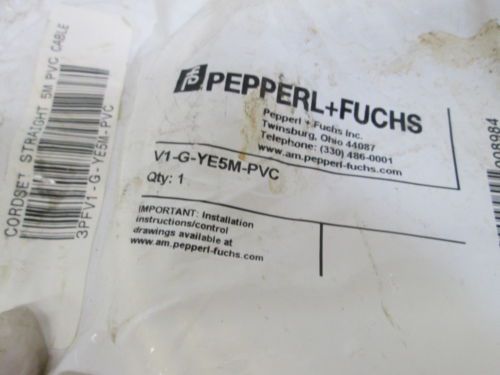 CORDSET STRAIGHT 5M PVC CABLE
3PFV1-G-YE5M-PVC
PEPPERL+FUCHS
Pepperl + Fuchs Inc.
Twinsburg, Ohio 44087
Telephone: (330) 486-0001
www.am.pepperl-fuchs.com
V1-G-YE5M-PVC
Qty: 1
IMPORTANT: Installation
instructions/control
drawings available at
www.am.pepperl-fuchs.com